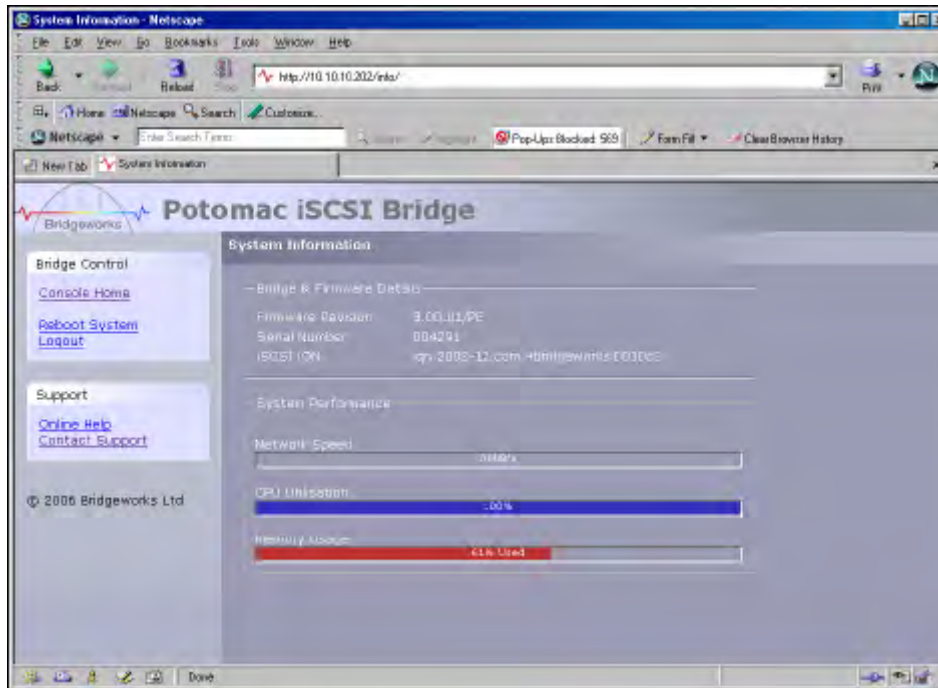 System Information - Netscape
File Edit View Go Bookmarks Tools Window Help
Back Reload Stop http://10.10.10.202/info/ Print
Home Netscape Search Customize...
Netscape Enter Search Terms Pop-Ups Blocked: 569 Form Fill Clear Browser History
New Tab System Information
Bridgeworks
Potomac iSCSI Bridge
System Information
Bridge Control
Console Home
Reboot System
Logout
Support
Online Help
Contact Support
© 2006 Bridgeworks Ltd
Bridge & Firmware Details
Firmware Revision
Serial Number 004291
iSCSI IQN
System Performance
Network Speed
CPU Utilisation
100%
Memory Usage
61% Used
Done